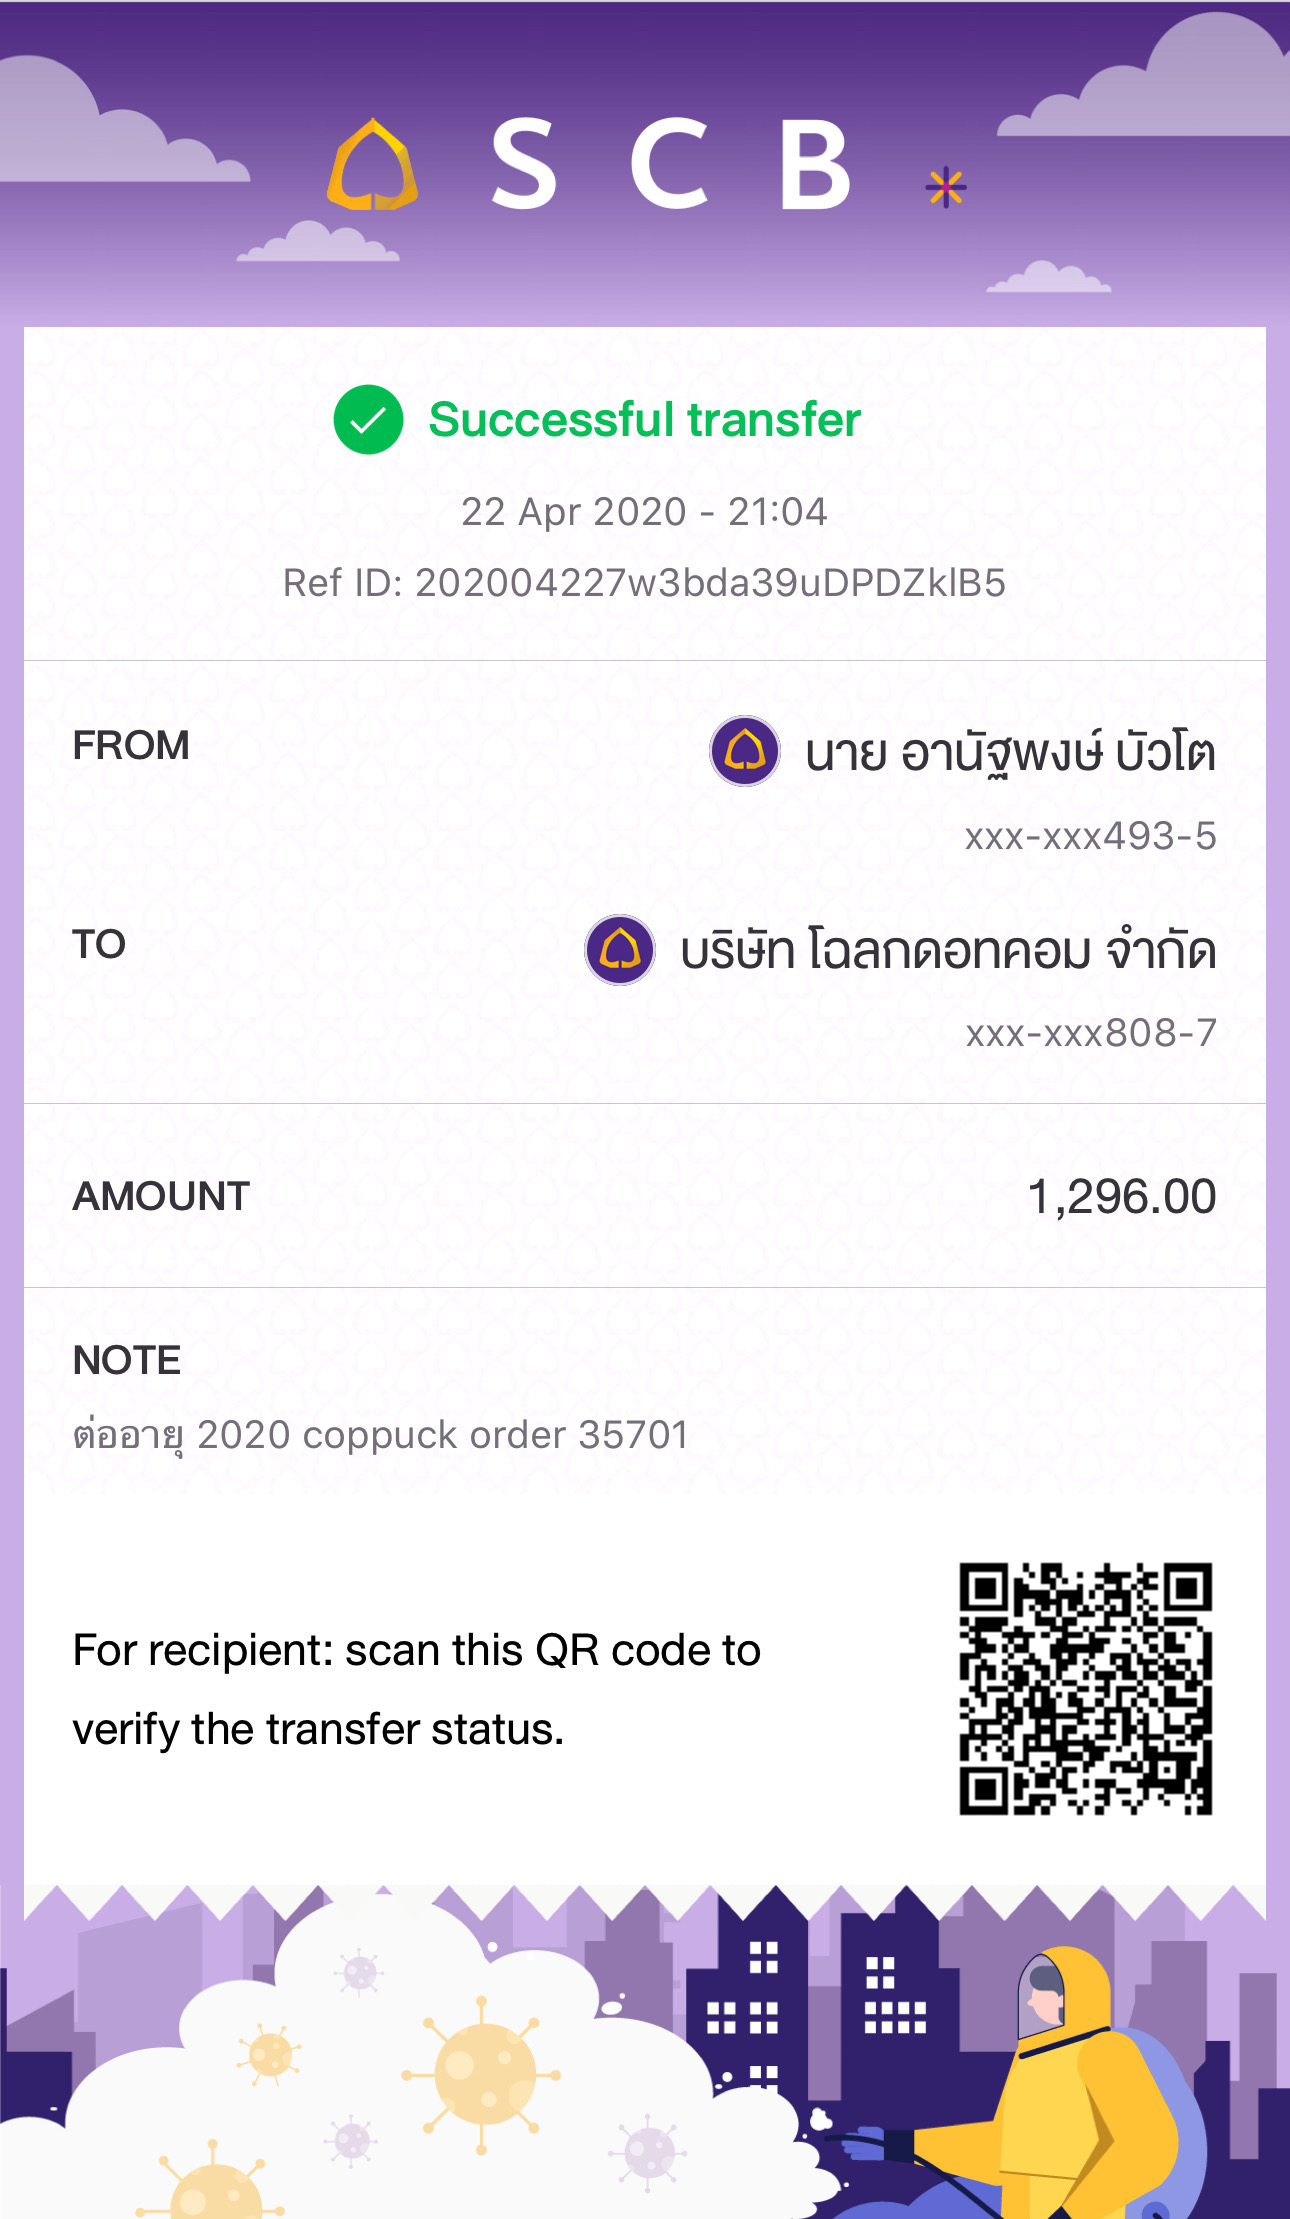 SCB
Successful transfer
22 Apr 2020 - 21:04
Ref ID: 202004227w3bda39uDPDZklB5
FROM
นาย อานัฐพงษ์ บัวโต
xxx-xxx493-5
TO
บริษัท โฉลกดอทคอม จำกัด
xxx-xxx808-7
AMOUNT
1,296.00
NOTE
ต่ออายุ 2020 coppuck order 35701
For recipient: scan this QR code to
verify the transfer status.